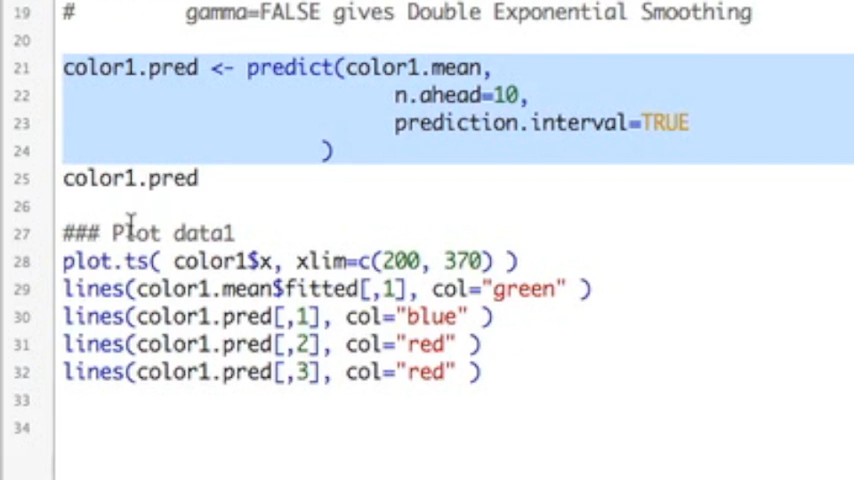 19 # gamma=FALSE gives Double Exponential Smoothing
20
21 color1.pred <- predict(color1.mean,
22 n.ahead=10,
23 prediction.interval=TRUE
24 )
25 color1.pred
26
27 ### Plot data1
28 plot.ts( color1$x, xlim=c(200, 370) )
29 lines(color1.mean$fitted[,1], col="green" )
30 lines(color1.pred[,1], col="blue" )
31 lines(color1.pred[,2], col="red" )
32 lines(color1.pred[,3], col="red" )
33
34